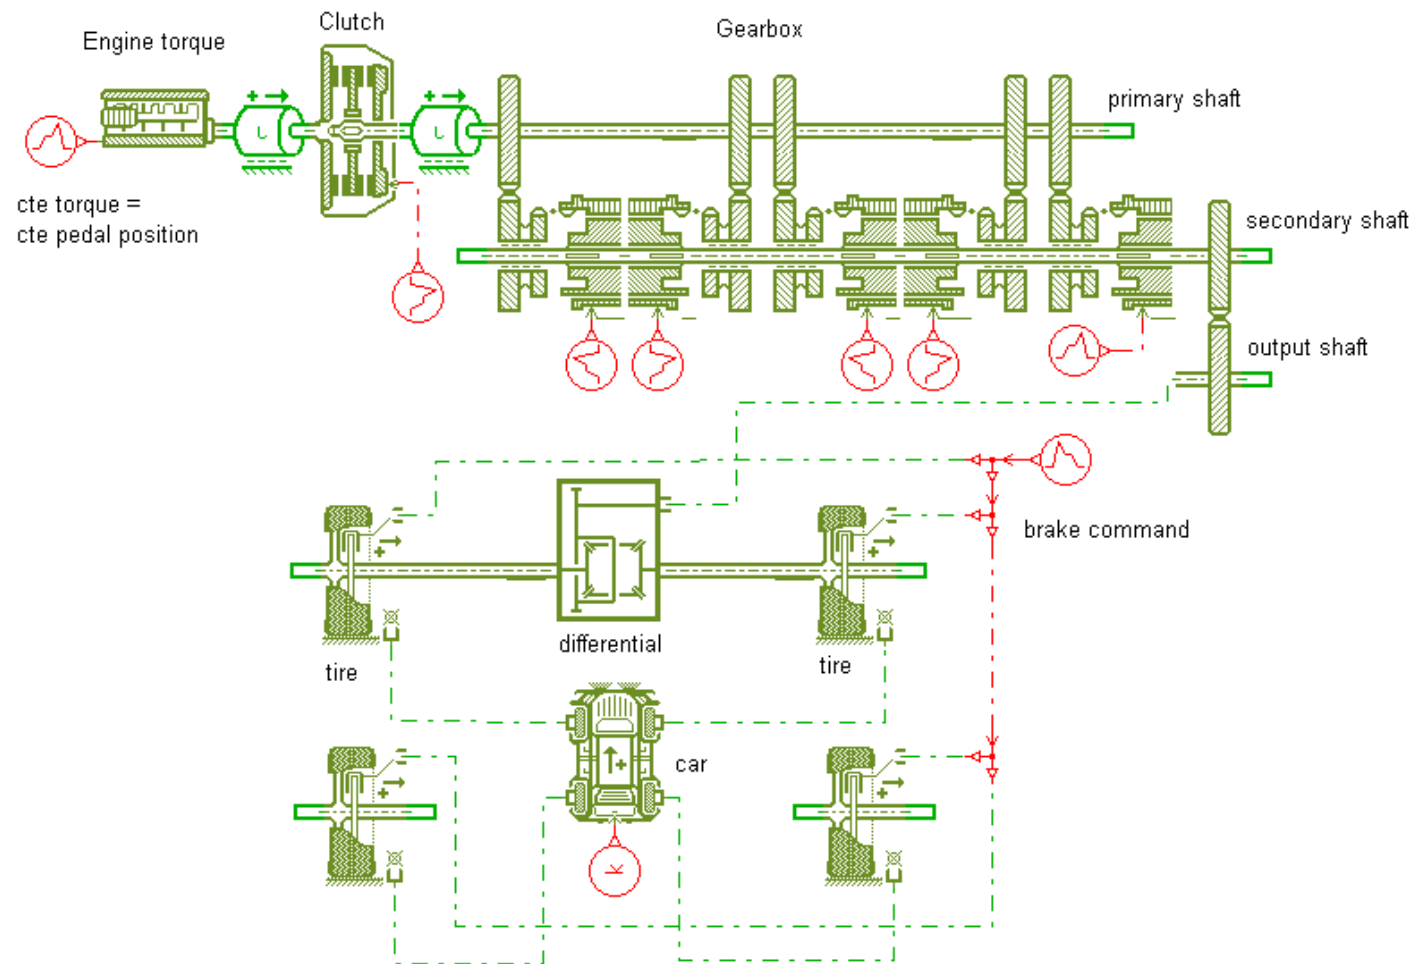 Clutch
Engine torque
Gearbox
primary shaft
cte torque =
cte pedal position
secondary shaft
output shaft
brake command
differential
tire
tire
car